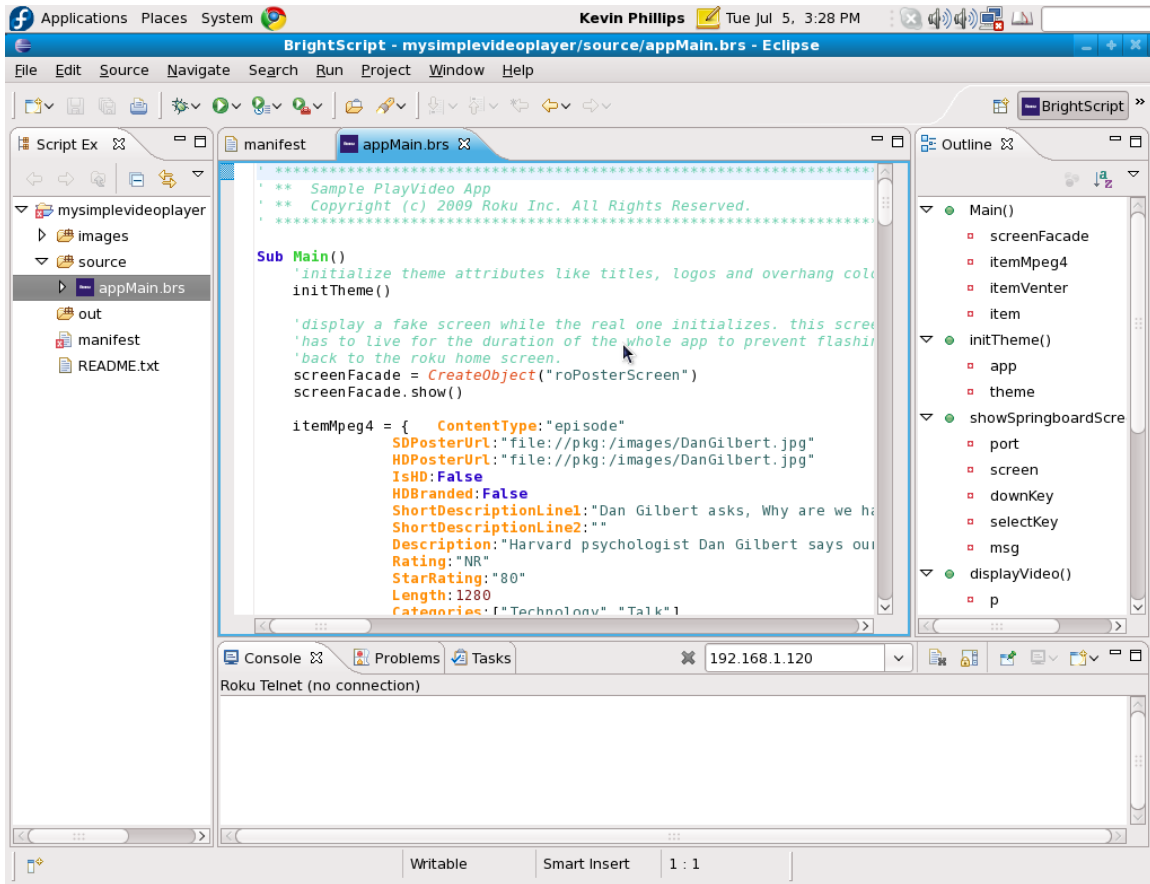 Applications Places System
Kevin Phillips Tue Jul 5, 3:28 PM
BrightScript - mysimplevideoplayer/source/appMain.brs - Eclipse
File Edit Source Navigate Search Run Project Window Help
BrightScript »
Script Ex
mysimplevideoplayer
images
source
appMain.brs
out
manifest
README.txt
manifest appMain.brs
' ********************************************************************
' ** Sample PlayVideo App
' ** Copyright (c) 2009 Roku Inc. All Rights Reserved.
' ********************************************************************
Sub Main()
'initialize theme attributes like titles, logos and overhang colo
initTheme()
'display a fake screen while the real one initializes. this scree
'has to live for the duration of the whole app to prevent flashin
'back to the roku home screen.
screenFacade = CreateObject("roPosterScreen")
screenFacade.show()
itemMpeg4 = { ContentType:"episode"
SDPosterUrl:"file://pkg:/images/DanGilbert.jpg"
HDPosterUrl:"file://pkg:/images/DanGilbert.jpg"
IsHD:False
HDBranded:False
ShortDescriptionLine1:"Dan Gilbert asks, Why are we ha
ShortDescriptionLine2:""
Description:"Harvard psychologist Dan Gilbert says our
Rating:"NR"
StarRating:"80"
Length:1280
Categories:["Technology" "Talk"]
Outline
Main()
screenFacade
itemMpeg4
itemVenter
item
initTheme()
app
theme
showSpringboardScre
port
screen
downKey
selectKey
msg
displayVideo()
p
Console Problems Tasks 192.168.1.120
Roku Telnet (no connection)
Writable Smart Insert 1 : 1